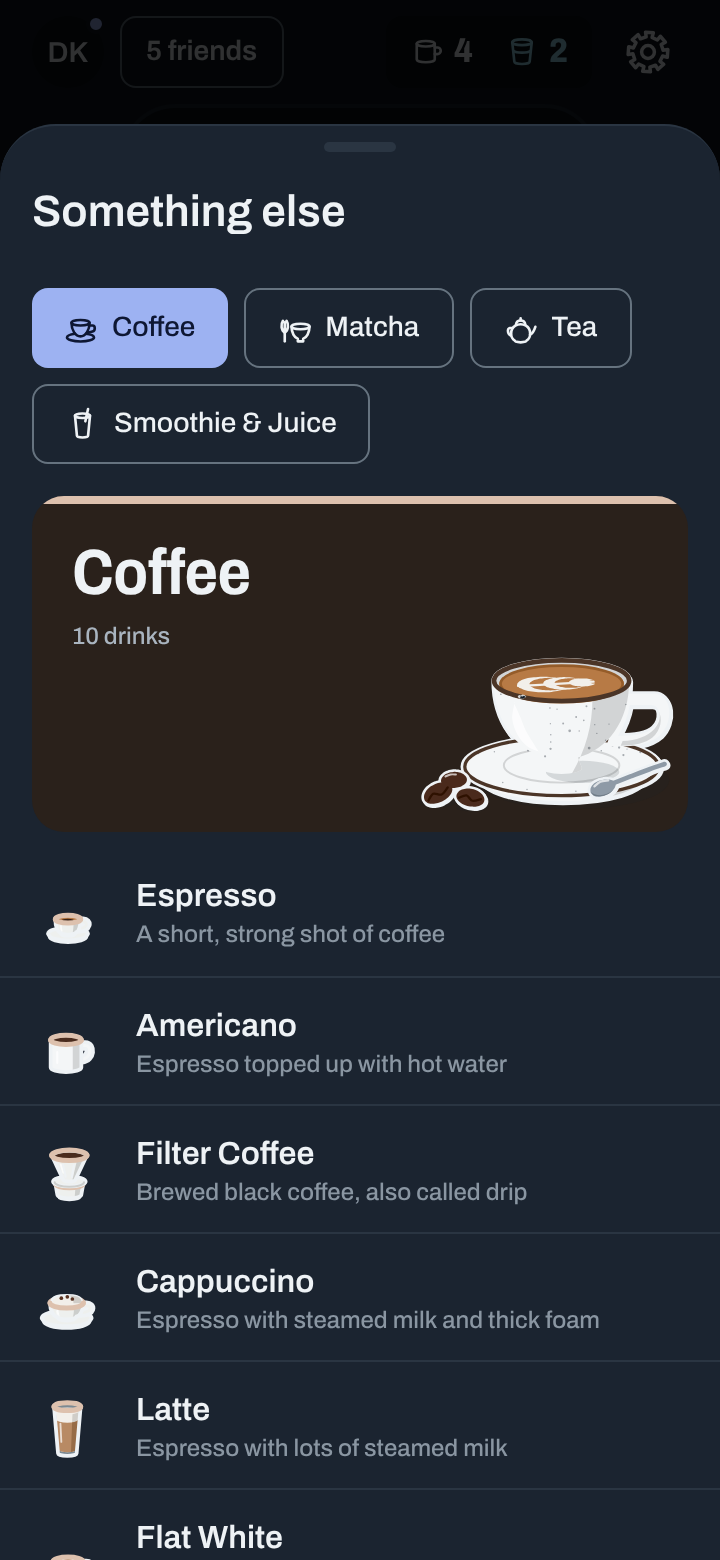 DK
5 friends
4
2
Something else
Coffee
Matcha
Tea
Smoothie & Juice
Coffee
10 drinks
Espresso
A short, strong shot of coffee
Americano
Espresso topped up with hot water
Filter Coffee
Brewed black coffee, also called drip
Cappuccino
Espresso with steamed milk and thick foam
Latte
Espresso with lots of steamed milk
Flat White